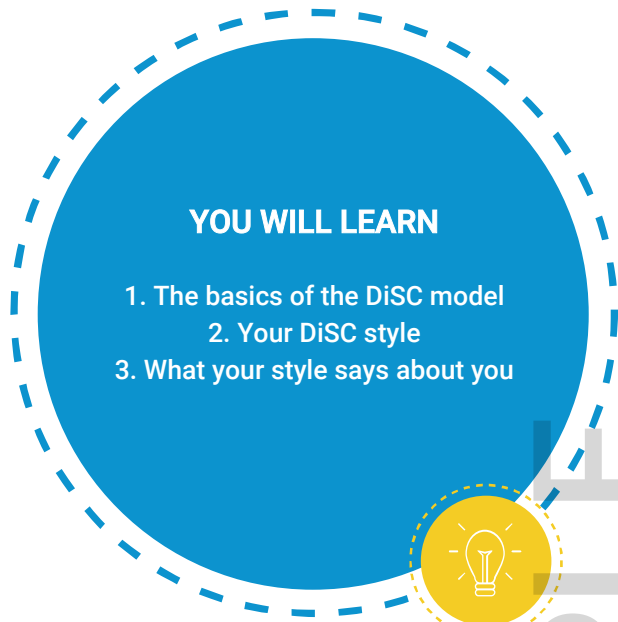 YOU WILL LEARN
1. The basics of the DiSC model
2. Your DiSC style
3. What your style says about you